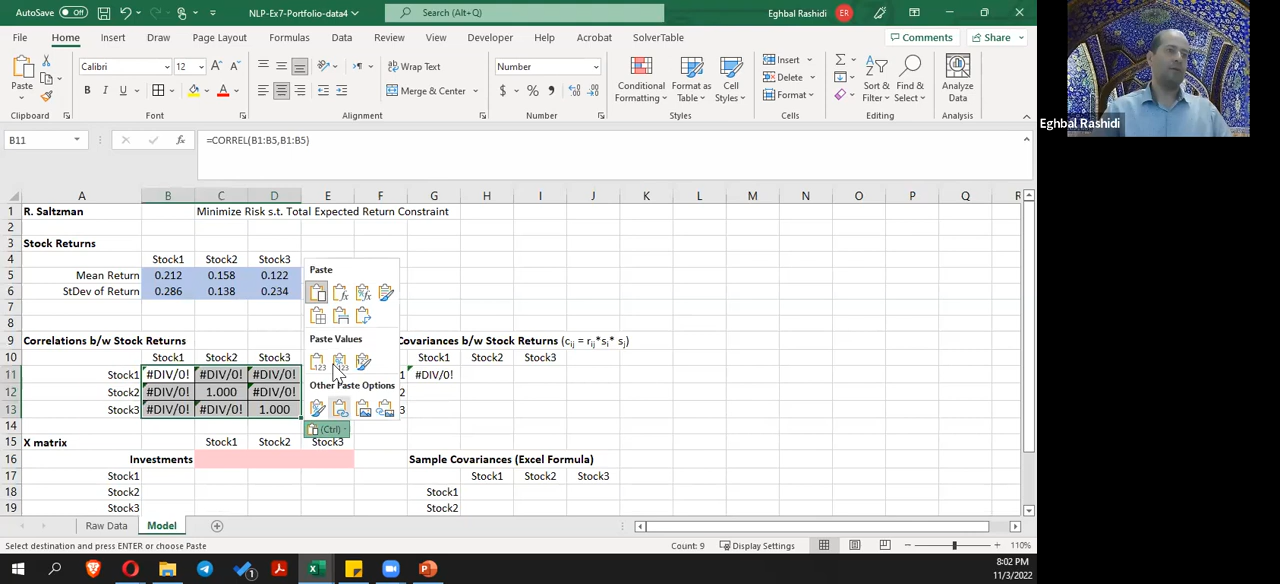 AutoSave Off NLP-Ex7-Portfolio-data4 Search (Alt+Q) Eghbal Rashidi ER
File Home Insert Draw Page Layout Formulas Data Review View Developer Help Acrobat SolverTable Comments Share
Calibri 12 Wrap Text Number Insert
Paste Merge & Center Conditional Formatting Format as Table Cell Styles Delete Sort & Filter Find & Select Analyze Data
Format
Clipboard Font Alignment Number Styles Cells Editing Analysis
Eghbal Rashidi
B11 =CORREL(B1:B5,B1:B5)
A B C D E F G H I J K L M N O P Q R
1 R. Saltzman Minimize Risk s.t. Total Expected Return Constraint
2
3 Stock Returns
4 Stock1 Stock2 Stock3
5 Mean Return 0.212 0.158 0.122
6 StDev of Return 0.286 0.138 0.234
7
8
9 Correlations b/w Stock Returns Covariances b/w Stock Returns (cij = rij*si* sj)
10 Stock1 Stock2 Stock3 Stock1 Stock2 Stock3
11 Stock1 #DIV/0! #DIV/0! #DIV/0! 1 #DIV/0!
12 Stock2 #DIV/0! 1.000 #DIV/0! 2
13 Stock3 #DIV/0! #DIV/0! 1.000 3
14
15 X matrix Stock1 Stock2 Stock3
16 Investments Sample Covariances (Excel Formula)
17 Stock1 Stock1 Stock2 Stock3
18 Stock2 Stock1
19 Stock3 Stock2
Paste
Paste Values
Other Paste Options
(Ctrl)
Raw Data Model
Select destination and press ENTER or choose Paste Count: 9 Display Settings 110%
8:02 PM
11/3/2022